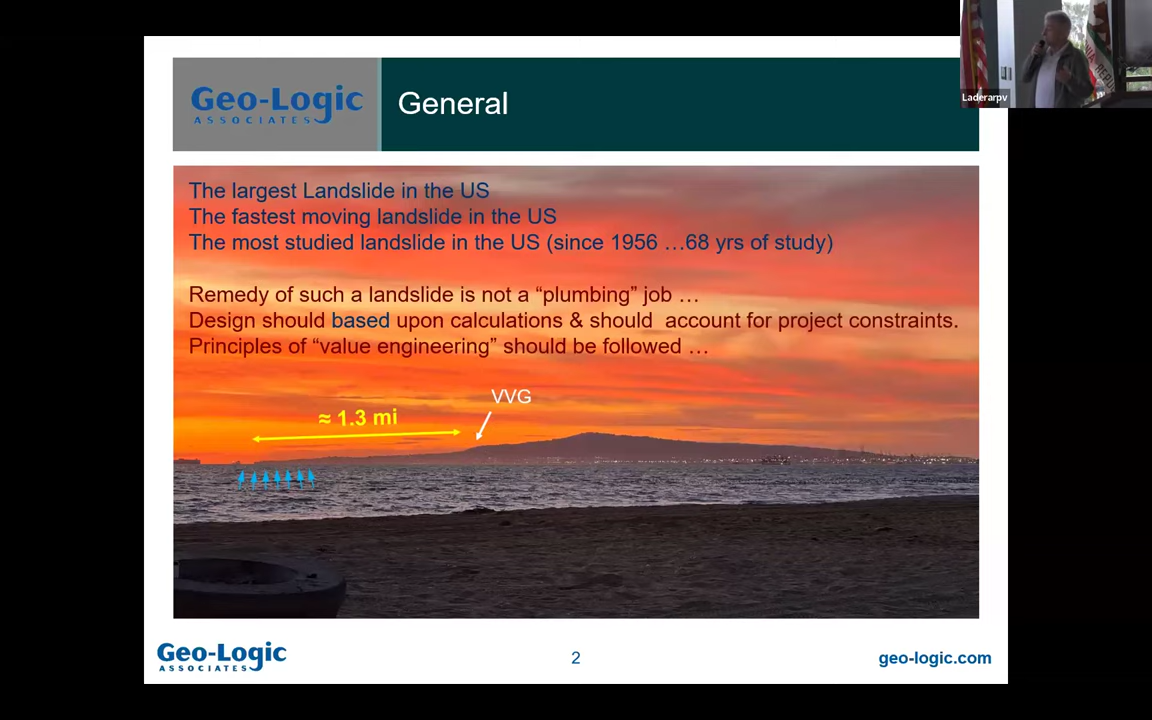 Laderarpv
Geo-Logic
ASSOCIATES
General
The largest Landslide in the US
The fastest moving landslide in the US
The most studied landslide in the US (since 1956 …68 yrs of study)
Remedy of such a landslide is not a “plumbing” job …
Design should based upon calculations & should account for project constraints.
Principles of “value engineering” should be followed …
VVG
≈ 1.3 mi
Geo-Logic
ASSOCIATES
2
geo-logic.com